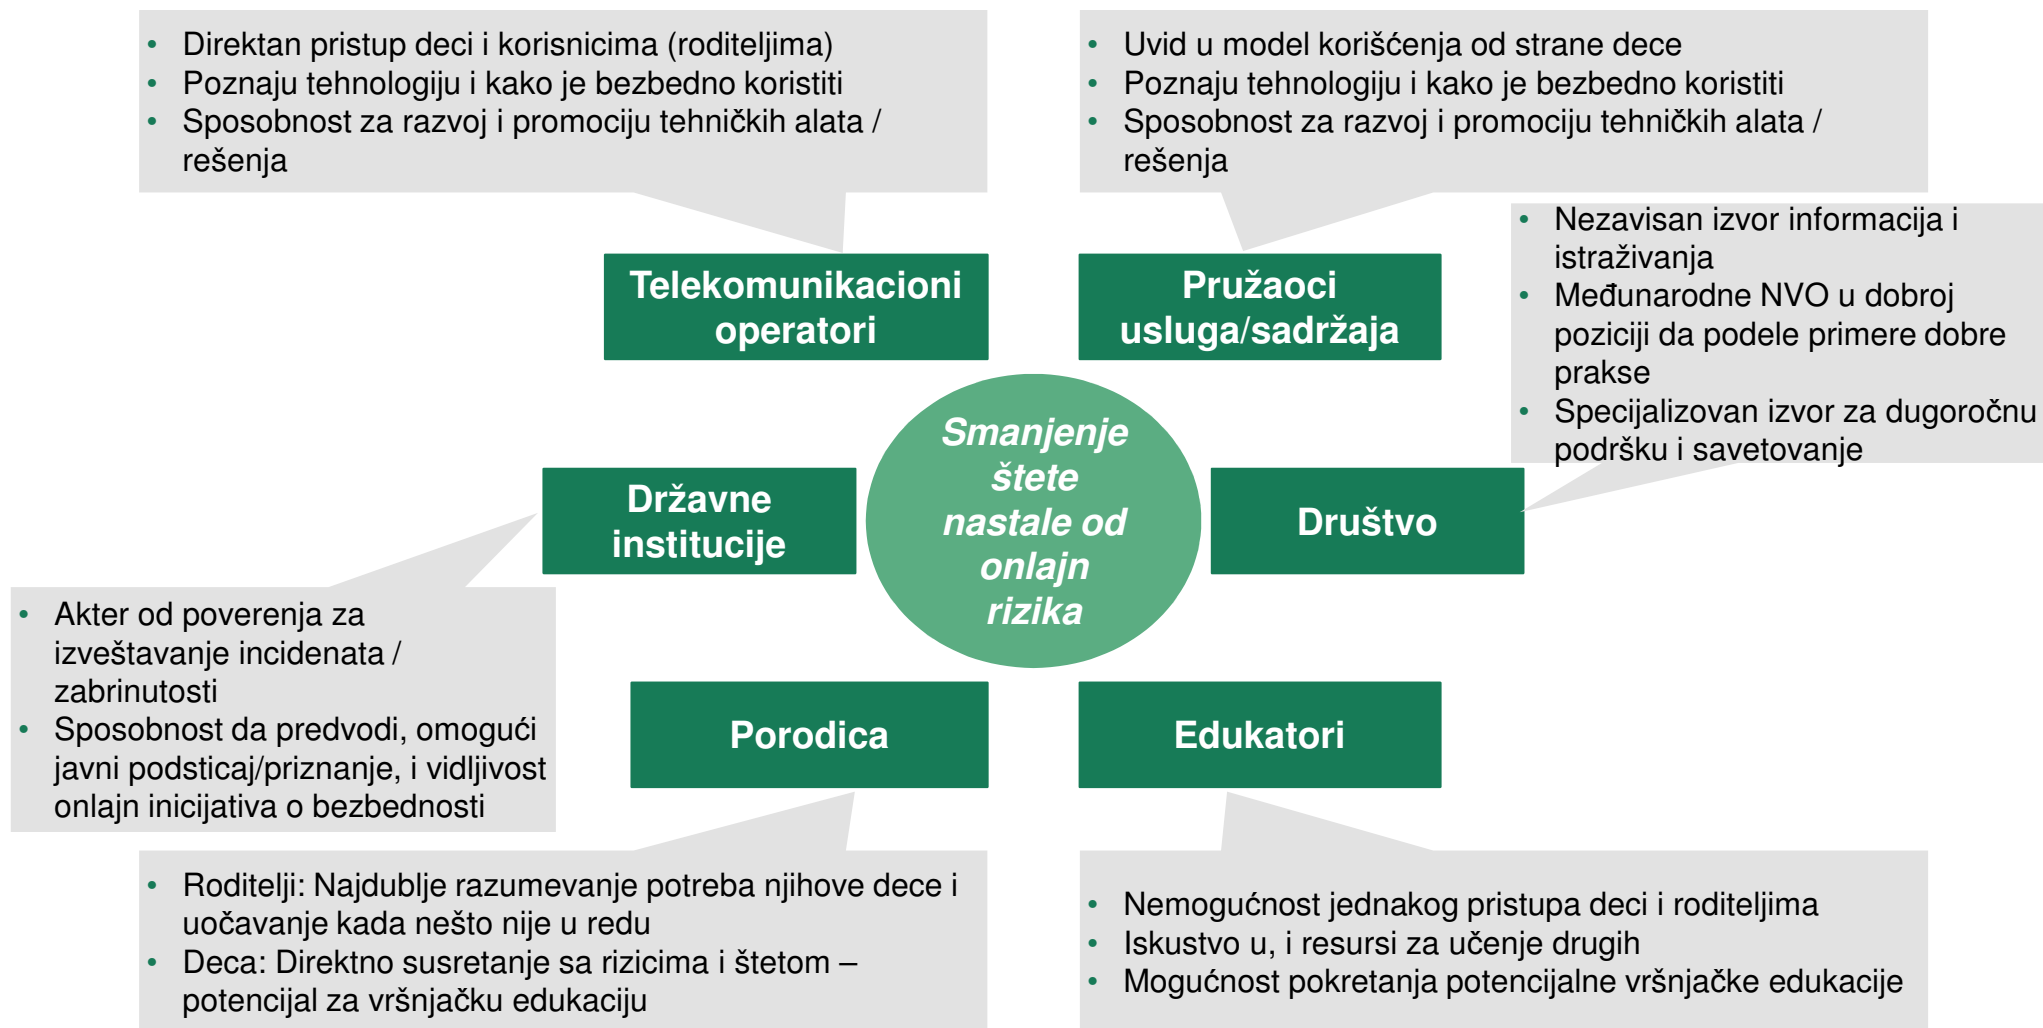 • Direktan pristup deci i korisnicima (roditeljima)
• Poznaju tehnologiju i kako je bezbedno koristiti
• Sposobnost za razvoj i promociju tehničkih alata /
rešenja
• Uvid u model korišćenja od strane dece
• Poznaju tehnologiju i kako je bezbedno koristiti
• Sposobnost za razvoj i promociju tehničkih alata /
rešenja
Telekomunikacioni
operatori
Pružaoci
usluga/sadržaja
• Nezavisan izvor informacija i
istraživanja
• Međunarodne NVO u dobroj
poziciji da podele primere dobre
prakse
• Specijalizovan izvor za dugoročnu
podršku i savetovanje
Državne
institucije
Smanjenje
štete
nastale od
onlajn
rizika
Društvo
• Akter od poverenja za
izveštavanje incidenata /
zabrinutosti
• Sposobnost da predvodi, omogući
javni podsticaj/priznanje, i vidljivost
onlajn inicijativa o bezbednosti
Porodica
Edukatori
• Roditelji: Najdublje razumevanje potreba njihove dece i
uočavanje kada nešto nije u redu
• Deca: Direktno susretanje sa rizicima i štetom –
potencijal za vršnjačku edukaciju
• Nemogućnost jednakog pristupa deci i roditeljima
• Iskustvo u, i resursi za učenje drugih
• Mogućnost pokretanja potencijalne vršnjačke edukacije